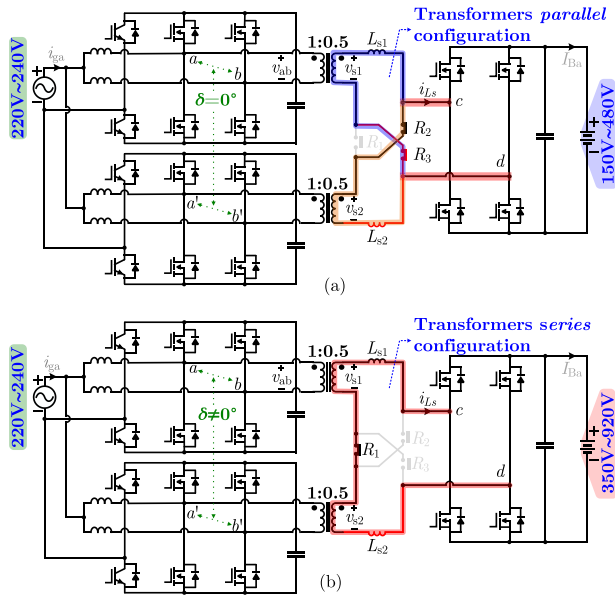 Transformers parallel
configuration
1:0.5
L_s1
i_ga
a
b
v_ab
v_s1
I_Ba
220V~240V
δ=0°
i_Ls
c
R_2
R_1
R_3
150V~480V
d
1:0.5
a'
b'
v_s2
L_s2
(a)
Transformers series
configuration
1:0.5
L_s1
i_ga
a
b
v_ab
v_s1
I_Ba
220V~240V
δ≠0°
i_Ls
c
R_2
R_1
R_3
350V~920V
d
1:0.5
a'
b'
v_s2
L_s2
(b)